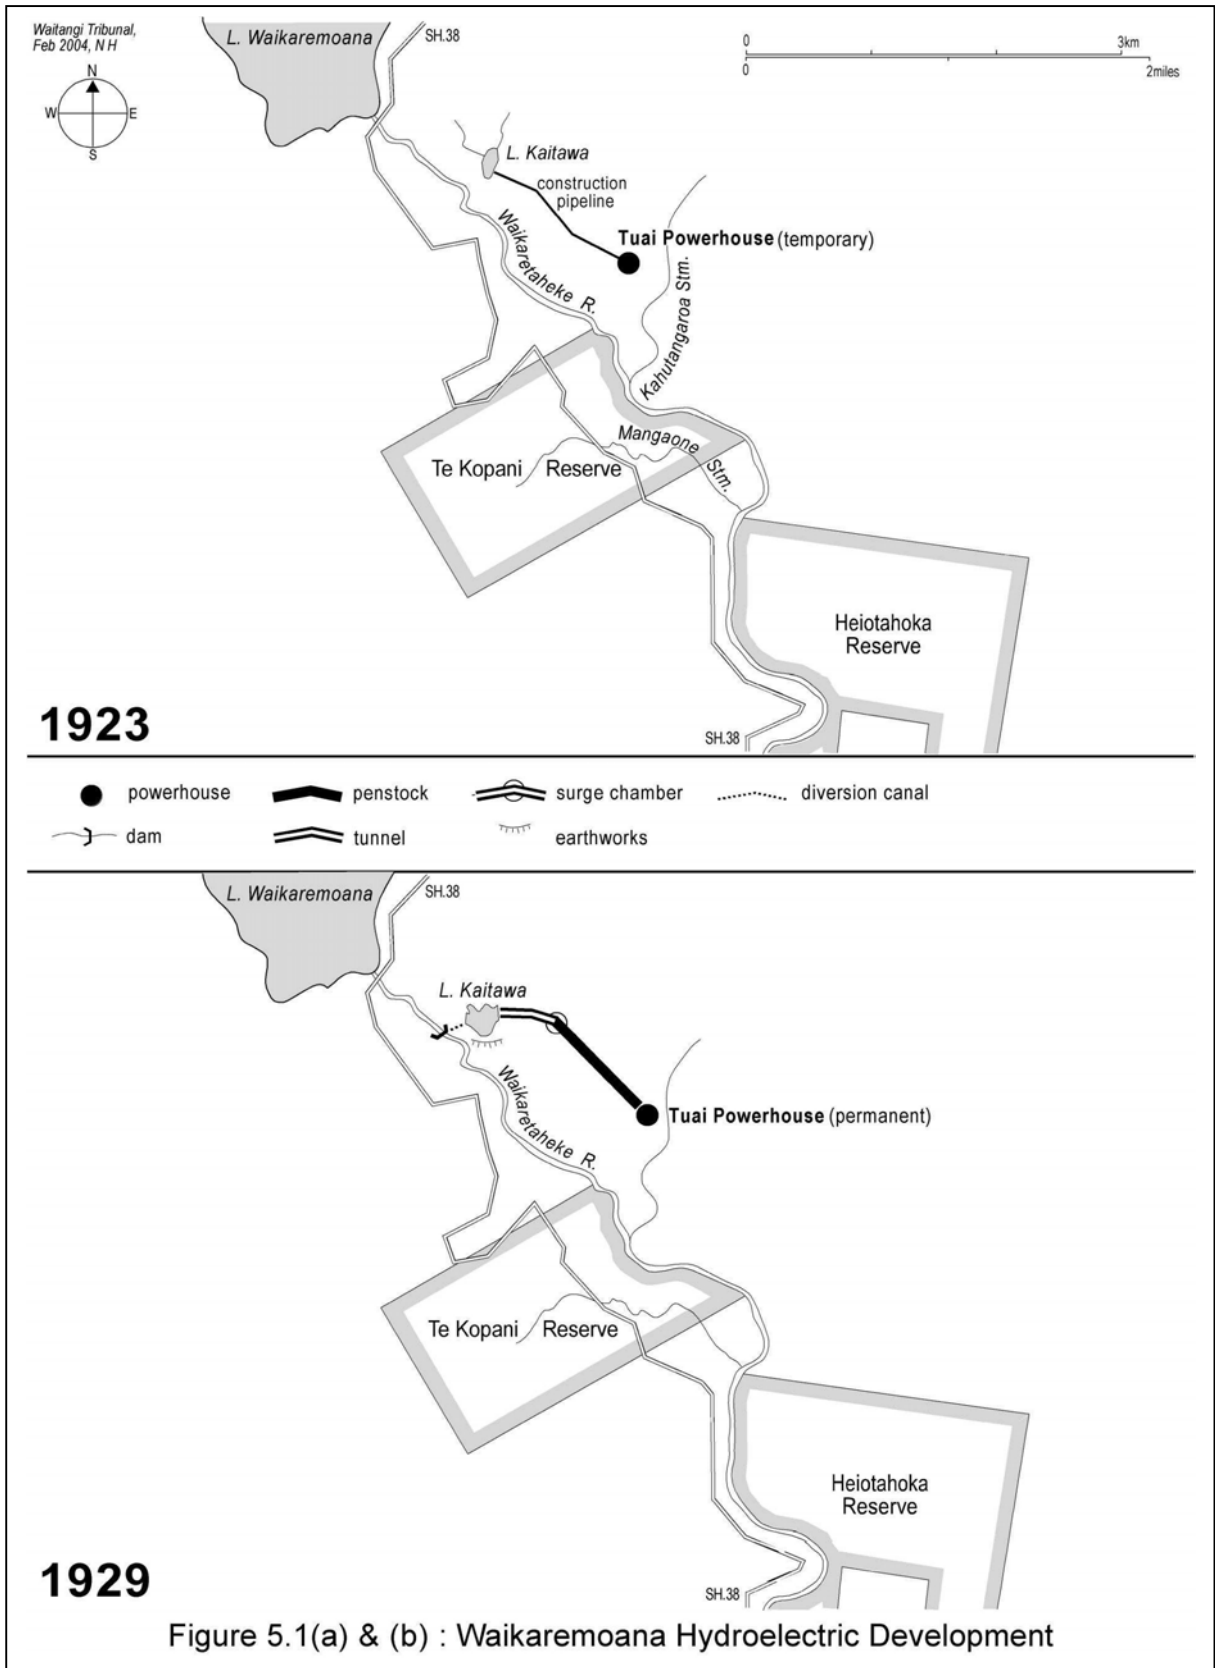 Waitangi Tribunal,
Feb 2004, N H
N
W
E
S
L. Waikaremoana
SH.38
0
3km
0
2miles
L. Kaitawa
construction
pipeline
Tuai Powerhouse (temporary)
Waikaretaheke R.
Kahutangaroa Stm.
Mangaone Stm.
Te Kopani Reserve
Heiotahoka
Reserve
SH.38
1923
powerhouse
penstock
surge chamber
diversion canal
dam
tunnel
earthworks
L. Waikaremoana
SH.38
L. Kaitawa
Waikaretaheke R.
Tuai Powerhouse (permanent)
Te Kopani Reserve
Heiotahoka
Reserve
SH.38
1929
Figure 5.1(a) & (b) : Waikaremoana Hydroelectric Development